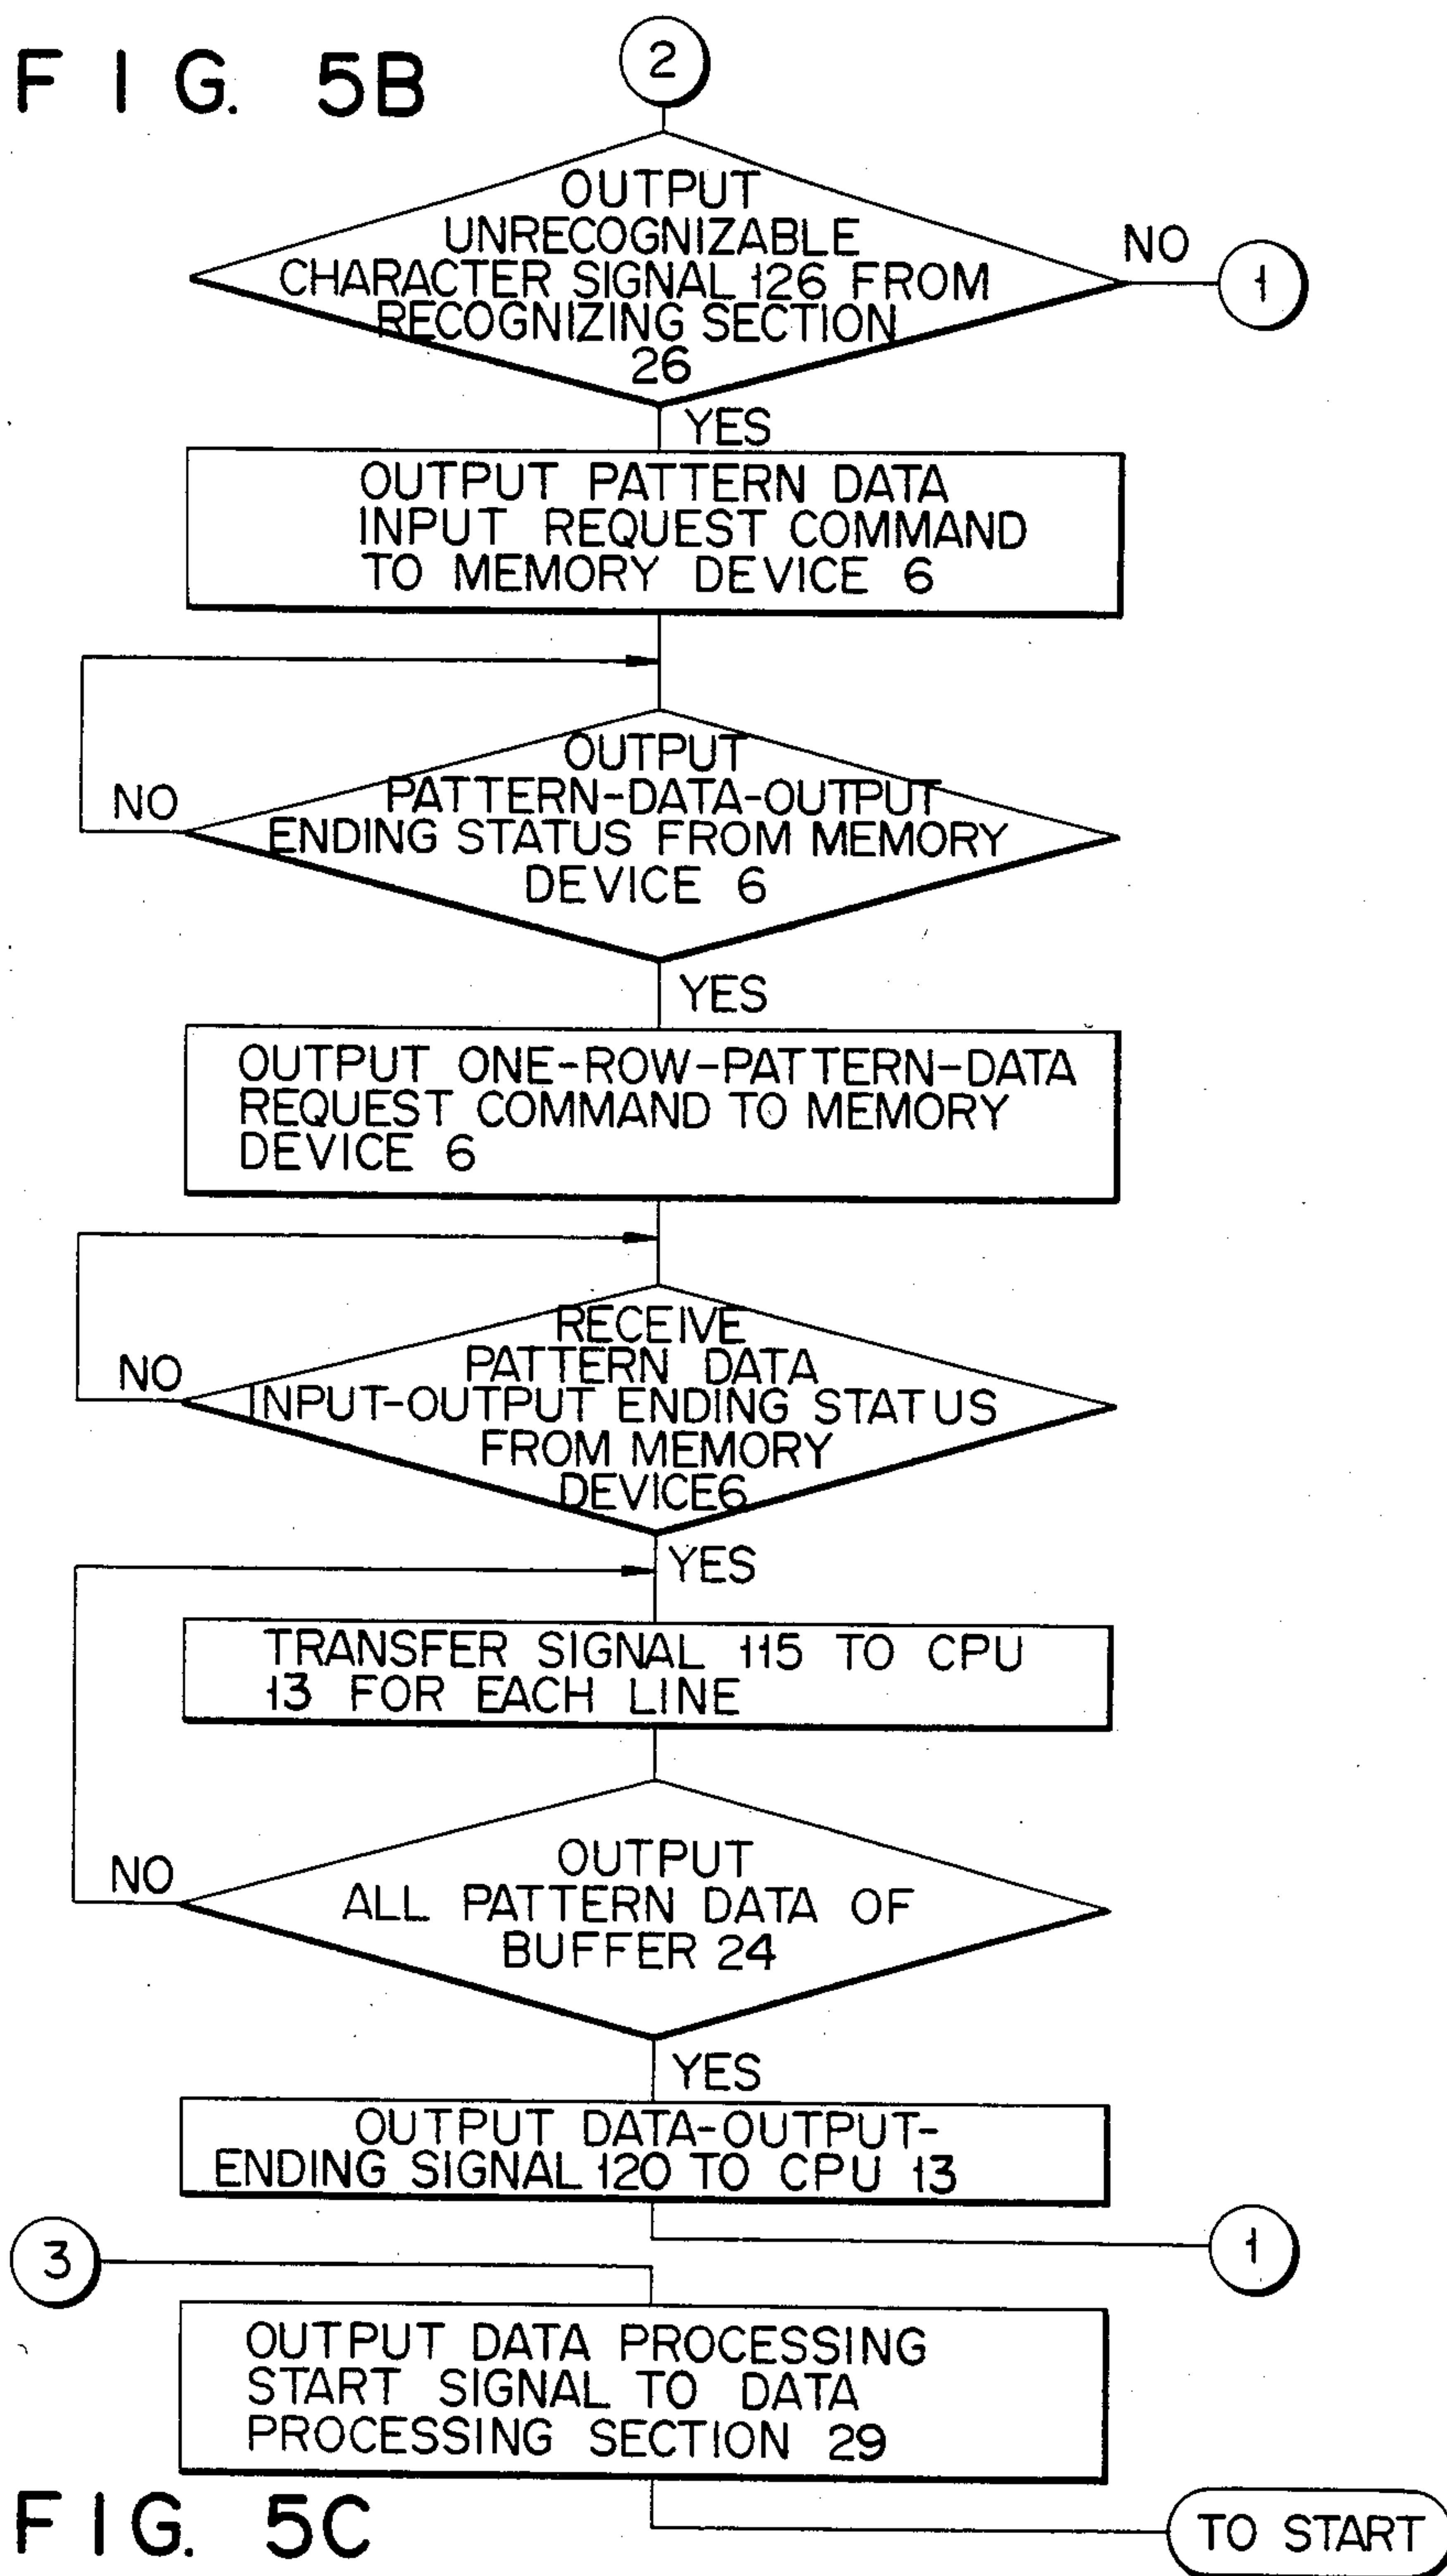 FIG. 5B
2
OUTPUT
UNRECOGNIZABLE
CHARACTER SIGNAL 126 FROM
RECOGNIZING SECTION
26
NO
1
YES
OUTPUT PATTERN DATA
INPUT REQUEST COMMAND
TO MEMORY DEVICE 6
OUTPUT
PATTERN-DATA-OUTPUT
ENDING STATUS FROM MEMORY
DEVICE 6
NO
YES
OUTPUT ONE-ROW-PATTERN-DATA
REQUEST COMMAND TO MEMORY
DEVICE 6
RECEIVE
PATTERN DATA
INPUT-OUTPUT ENDING STATUS
FROM MEMORY
DEVICE6
NO
YES
TRANSFER SIGNAL 115 TO CPU
13 FOR EACH LINE
OUTPUT
ALL PATTERN DATA OF
BUFFER 24
NO
YES
OUTPUT DATA-OUTPUT-
ENDING SIGNAL 120 TO CPU 13
1
3
OUTPUT DATA PROCESSING
START SIGNAL TO DATA
PROCESSING SECTION 29
TO START
FIG. 5C